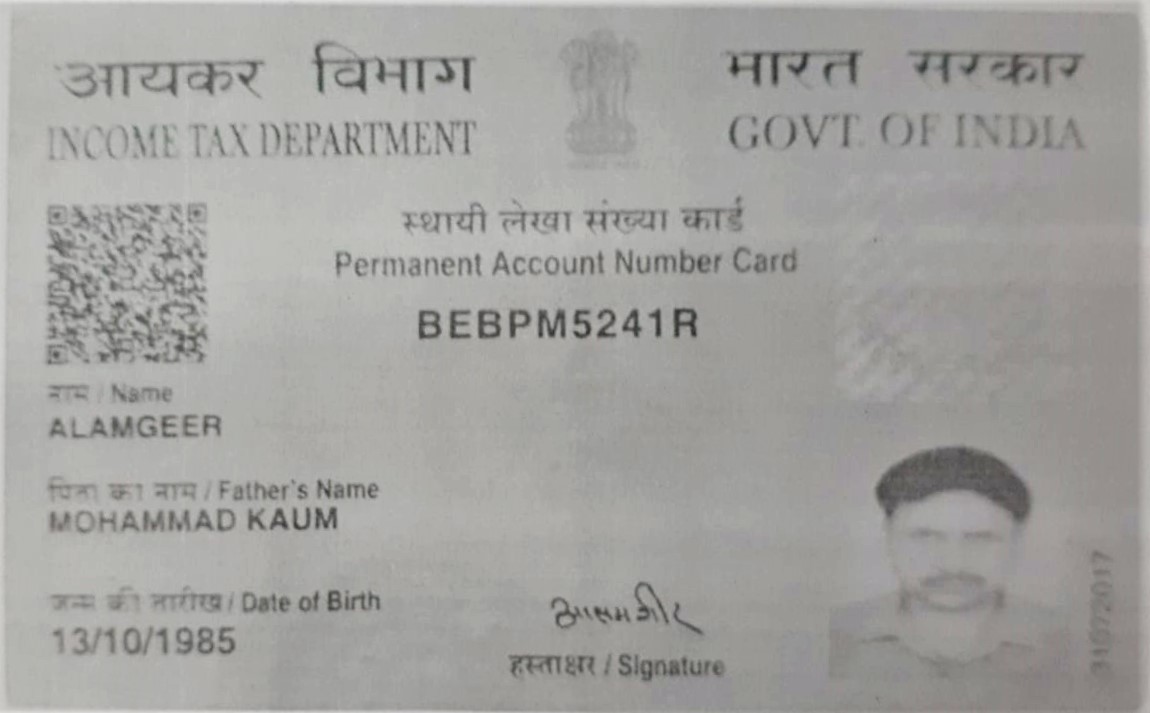 आयकर विभाग
INCOME TAX DEPARTMENT
भारत सरकार
GOVT. OF INDIA
स्थायी लेखा संख्या कार्ड
Permanent Account Number Card
BEBPM5241R
नाम / Name
ALAMGEER
पिता का नाम / Father's Name
MOHAMMAD KAUM
जन्म की तारीख / Date of Birth
13/10/1985
आलमगीर
हस्ताक्षर / Signature